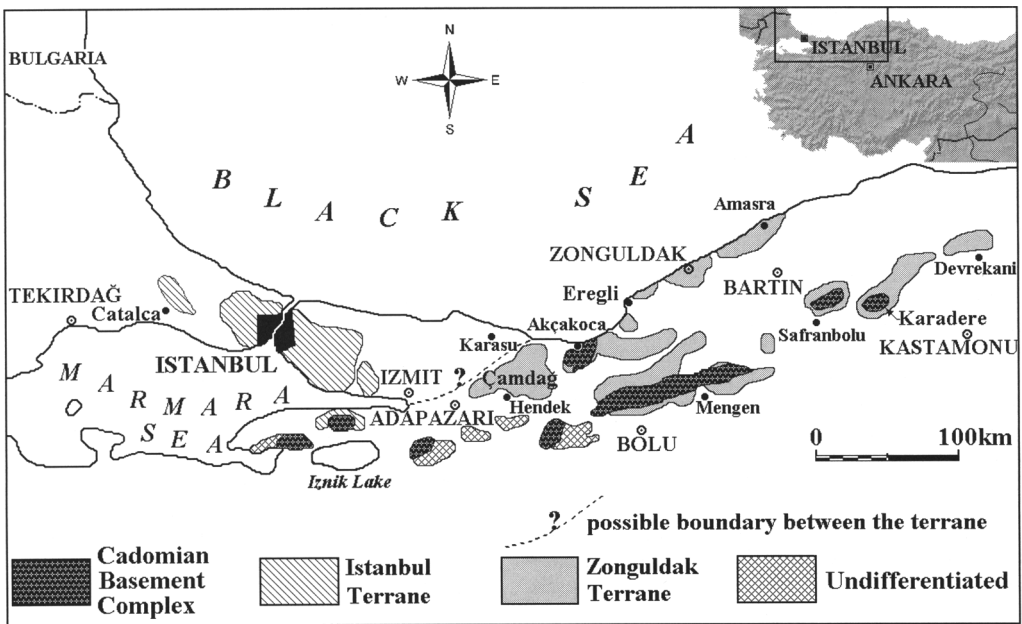 BULGARIA
N
W E
S
ISTANBUL
ANKARA
B L A C K S E A
Amasra
ZONGULDAK
Devrekani
TEKIRDAĞ
Catalca
Eregli
BARTIN
Karadere
Safranbolu
KASTAMONU
Akçakoca
Karasu
ISTANBUL
M A R M A R A
S E A
IZMIT
?
Çamdağ
ADAPAZARI
Hendek
Mengen
BOLU
Iznik Lake
0 100km
? possible boundary between the terrane
Cadomian
Basement
Complex
Istanbul
Terrane
Zonguldak
Terrane
Undifferentiated